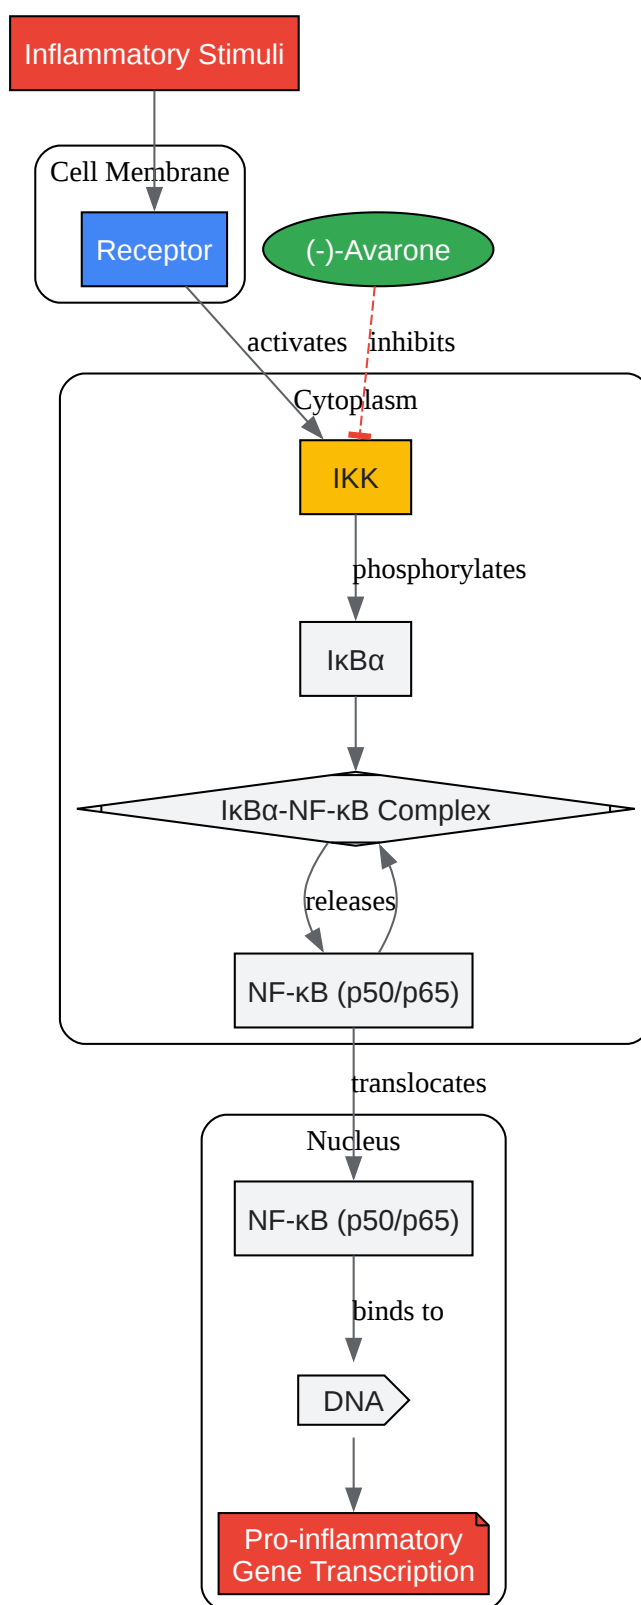 Inflammatory Stimuli
Cell Membrane
Receptor
(-)-Avarone
activates
inhibits
Cytoplasm
IKK
phosphorylates
IκBα
IκBα-NF-κB Complex
releases
NF-κB (p50/p65)
translocates
Nucleus
NF-κB (p50/p65)
binds to
DNA
Pro-inflammatory
Gene Transcription